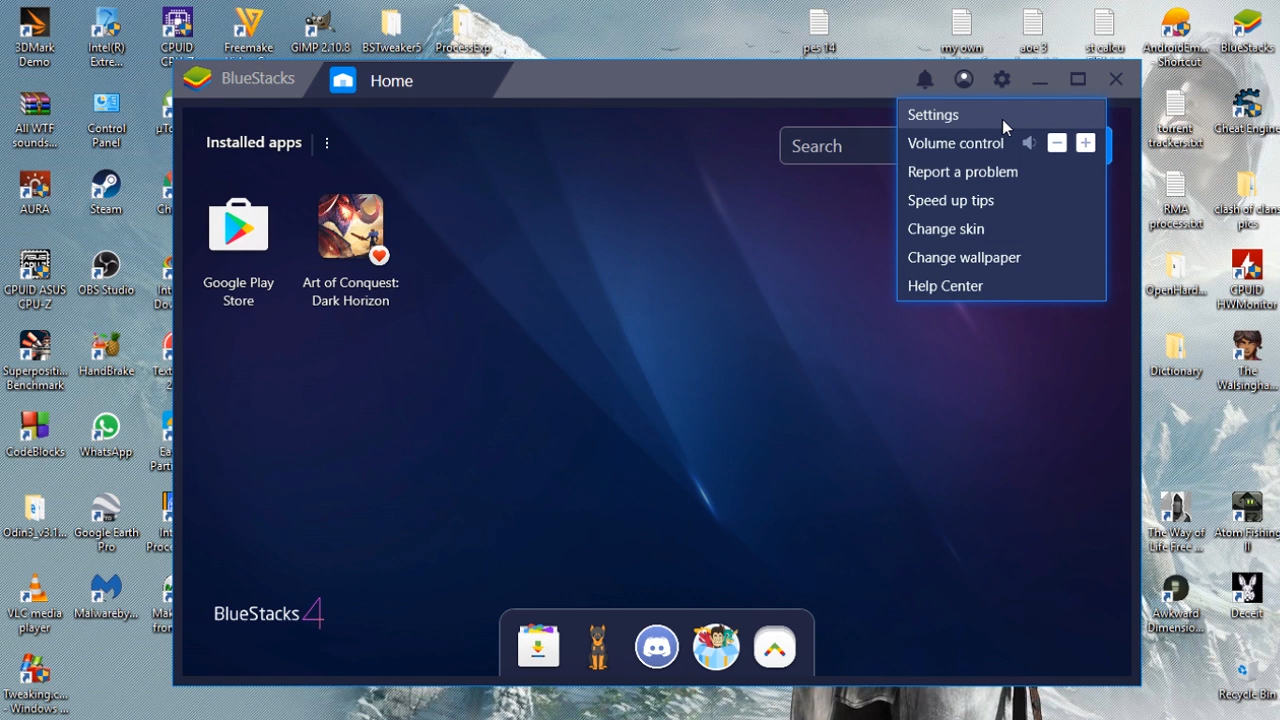 3DMark
Demo
Intel(R)
Extre...
CPUID
Freemake
GIMP 2.10.8
BSTweaker5
ProcessExp
pes 14
my own
aoe 3
st calcu
AndroidEm...
- Shortcut
BlueStacks
BlueStacks
Home
Installed apps
Search
Settings
Volume control
Report a problem
Speed up tips
Change skin
Change wallpaper
Help Center
Google Play
Store
Art of Conquest:
Dark Horizon
BlueStacks 4
All WTF
sounds...
Control
Panel
AURA
Steam
CPUID ASUS
CPU-Z
OBS Studio
Superpositi...
Benchmark
HandBrake
CodeBlocks
WhatsApp
Odin3_v3.1...
Google Earth
Pro
VLC media
player
Malwareby...
Tweaking.c...
- Windows ...
torrent
trackers.txt
Cheat Engine
RMA
process.txt
clash of clans
pics
OpenHard...
CPUID
HWMonitor
Dictionary
The
Walsingha...
The Way of
Life Free ...
Atom Fishing
II
Awkward
Dimensio...
Deceit
Recycle Bin